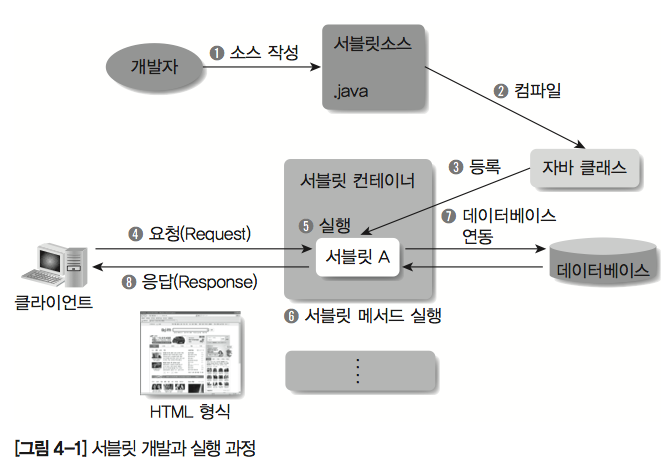 개발자
❶ 소스 작성
서블릿소스
.java
❷ 컴파일
자바 클래스
❸ 등록
서블릿 컨테이너
❹ 요청(Request)
❺ 실행
서블릿 A
❼ 데이터베이스
연동
데이터베이스
클라이언트
❽ 응답(Response)
❻ 서블릿 메서드 실행
HTML 형식
[그림 4-1] 서블릿 개발과 실행 과정